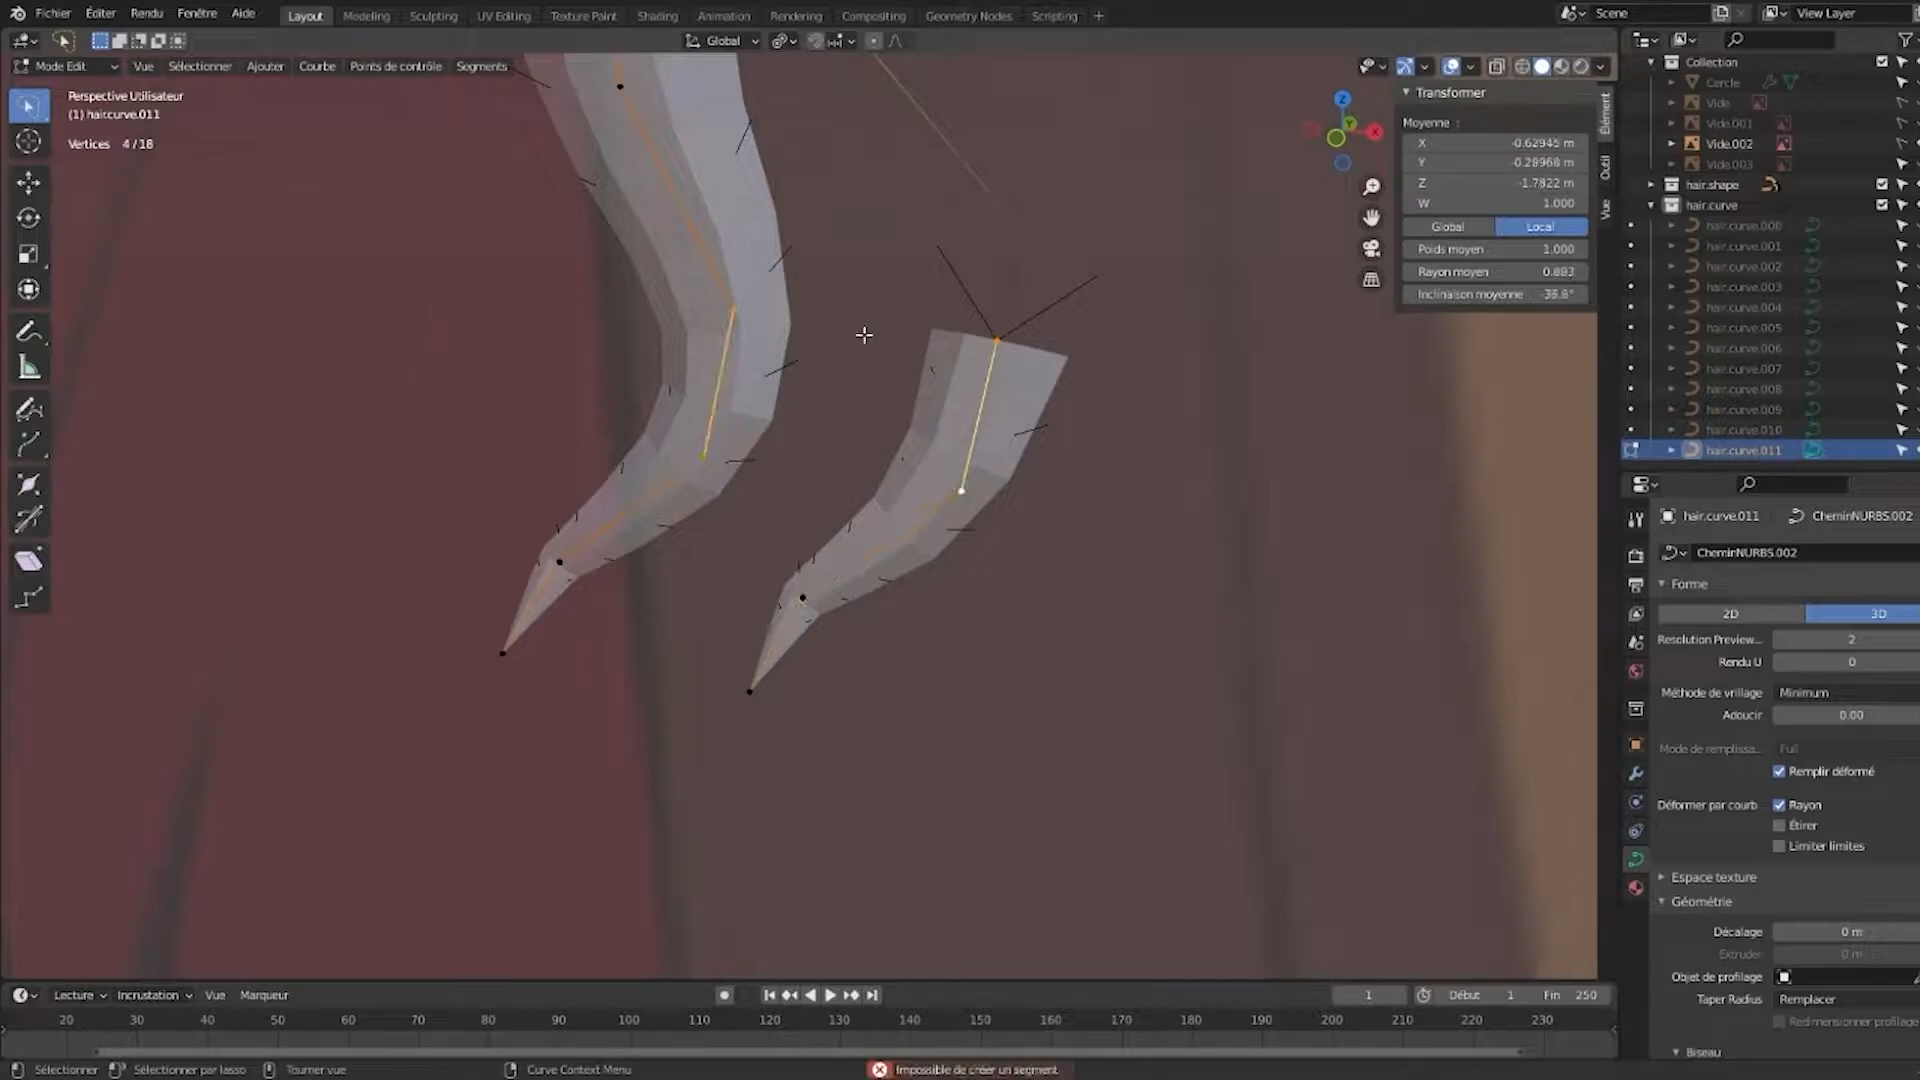 Fichier Éditer Rendu Fenêtre Aide Layout Modeling Sculpting UV Editing Texture Paint Shading Animation Rendering Compositing Geometry Nodes Scripting + Scene View Layer
Global
Mode Edit Vue Sélectionner Ajouter Courbe Points de contrôle Segments
Perspective Utilisateur
(1) hair.curve.011
Vertices 4/18
Z
Y
X
Transformer
Moyenne :
X -0.62945 m
Y -0.28968 m
Z -1.7822 m
W 1.000
Global Local
Poids moyen 1.000
Rayon moyen 0.893
Inclinaison moyenne -36.8°
Élément
Outil
Vue
Collection
Cercle
Vide
Vide.001
Vide.002
Vide.003
hair.shape
hair.curve
hair.curve.000
hair.curve.001
hair.curve.002
hair.curve.003
hair.curve.004
hair.curve.005
hair.curve.006
hair.curve.007
hair.curve.008
hair.curve.009
hair.curve.010
hair.curve.011
hair.curve.011 CheminNURBS.002
CheminNURBS.002
Forme
2D 3D
Resolution Preview... 2
Rendu U 0
Méthode de vrillage Minimum
Adoucir 0.00
Mode de remplissa... Full
Remplir déformé
Déformer par courb Rayon
Étirer
Limiter limites
Espace texture
Géométrie
Décalage 0 m
Extruder 0 m
Objet de profilage
Taper Radius Remplacer
Redimensionner profilage
Biseau
Lecture Incrustation Vue Marqueur 1 Début 1 Fin 250
20 30 40 50 60 70 80 90 100 110 120 130 140 150 160 170 180 190 200 210 220 230
Sélectionner Sélectionner par lasso Tourner vue Curve Context Menu Impossible de créer un segment